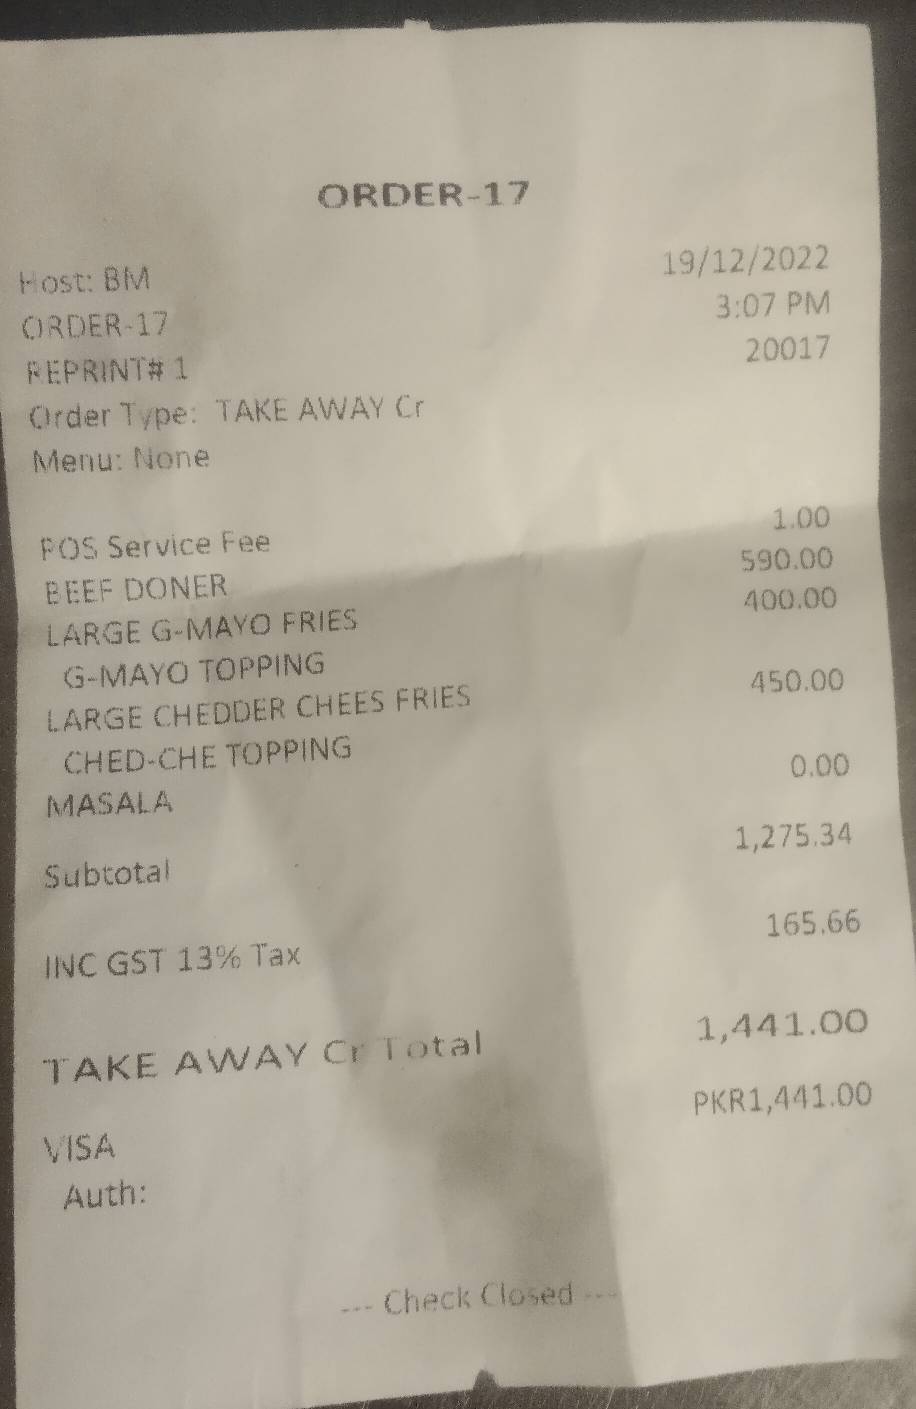 ORDER-17
Host: BM 19/12/2022
ORDER-17 3:07 PM
REPRINT# 1 20017
Order Type: TAKE AWAY Cr
Menu: None
POS Service Fee 1.00
BEEF DONER 590.00
LARGE G-MAYO FRIES 400.00
G-MAYO TOPPING
LARGE CHEDDER CHEES FRIES 450.00
CHED-CHE TOPPING
MASALA 0.00
Subtotal 1,275.34
INC GST 13% Tax 165.66
TAKE AWAY Cr Total 1,441.00
VISA PKR1,441.00
Auth:
--- Check Closed ---